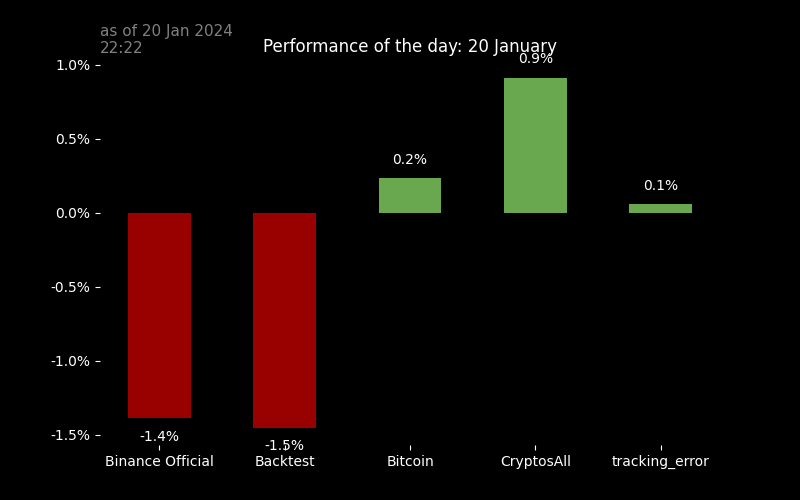 as of 20 Jan 2024
22:22
Performance of the day: 20 January
1.0%
0.5%
0.0%
-0.5%
-1.0%
-1.5%
-1.4%
-1.5%
0.2%
0.9%
0.1%
Binance Official
Backtest
Bitcoin
CryptosAll
tracking_error